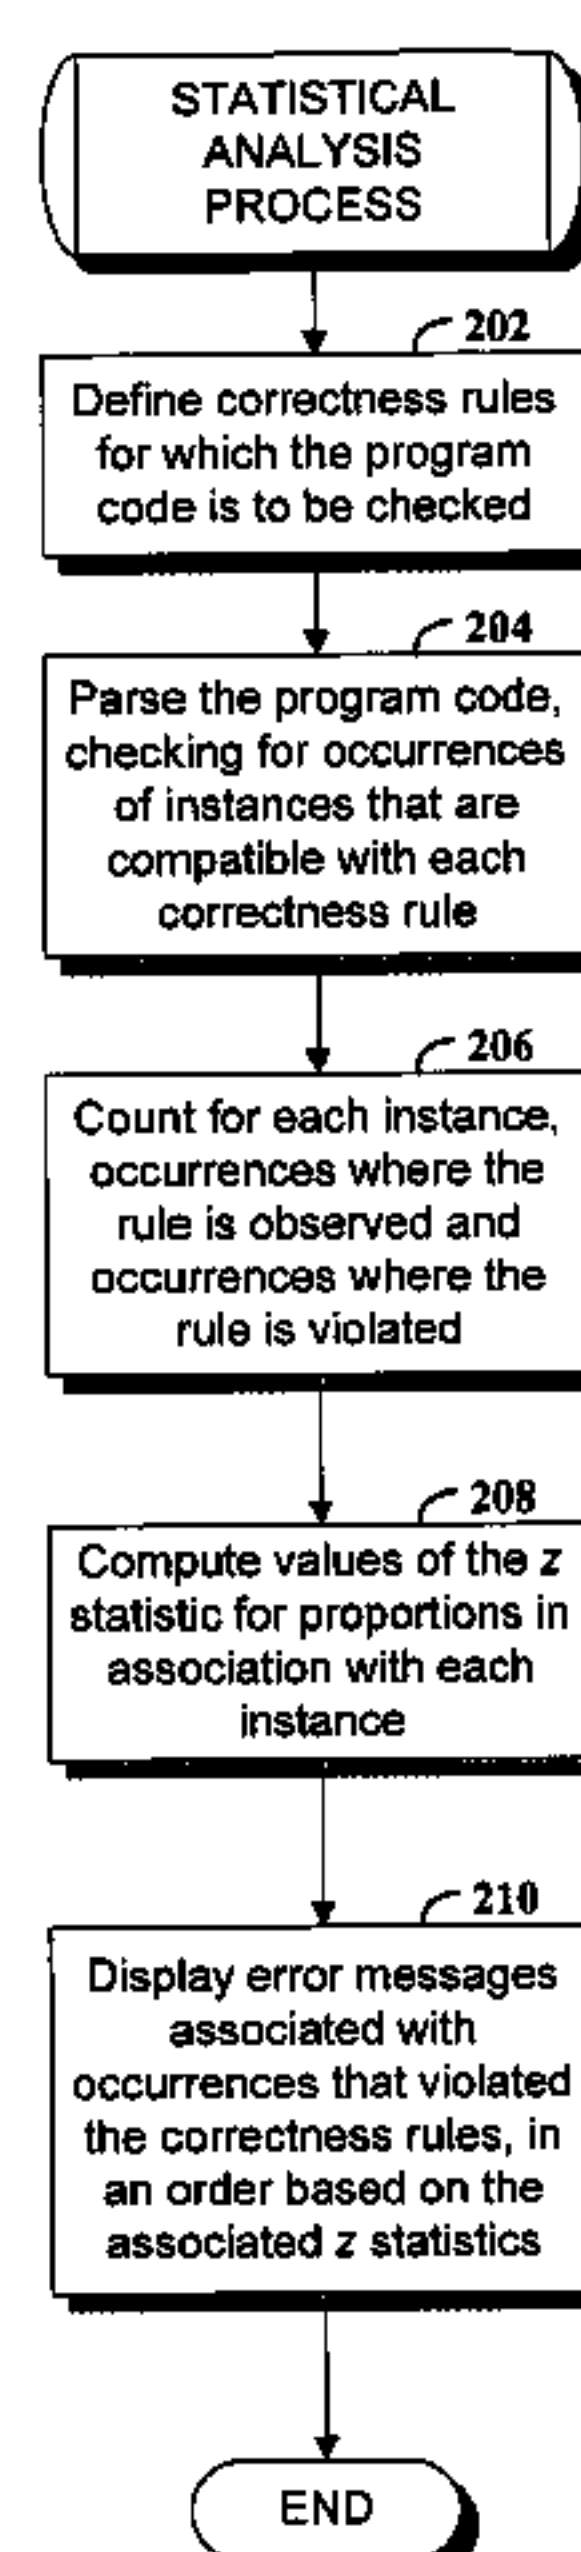 STATISTICAL
ANALYSIS
PROCESS
202
Define correctness rules
for which the program
code is to be checked
204
Parse the program code,
checking for occurrences
of instances that are
compatible with each
correctness rule
206
Count for each instance,
occurrences where the
rule is observed and
occurrences where the
rule is violated
208
Compute values of the z
statistic for proportions in
association with each
instance
210
Display error messages
associated with
occurrences that violated
the correctness rules, in
an order based on the
associated z statistics
END